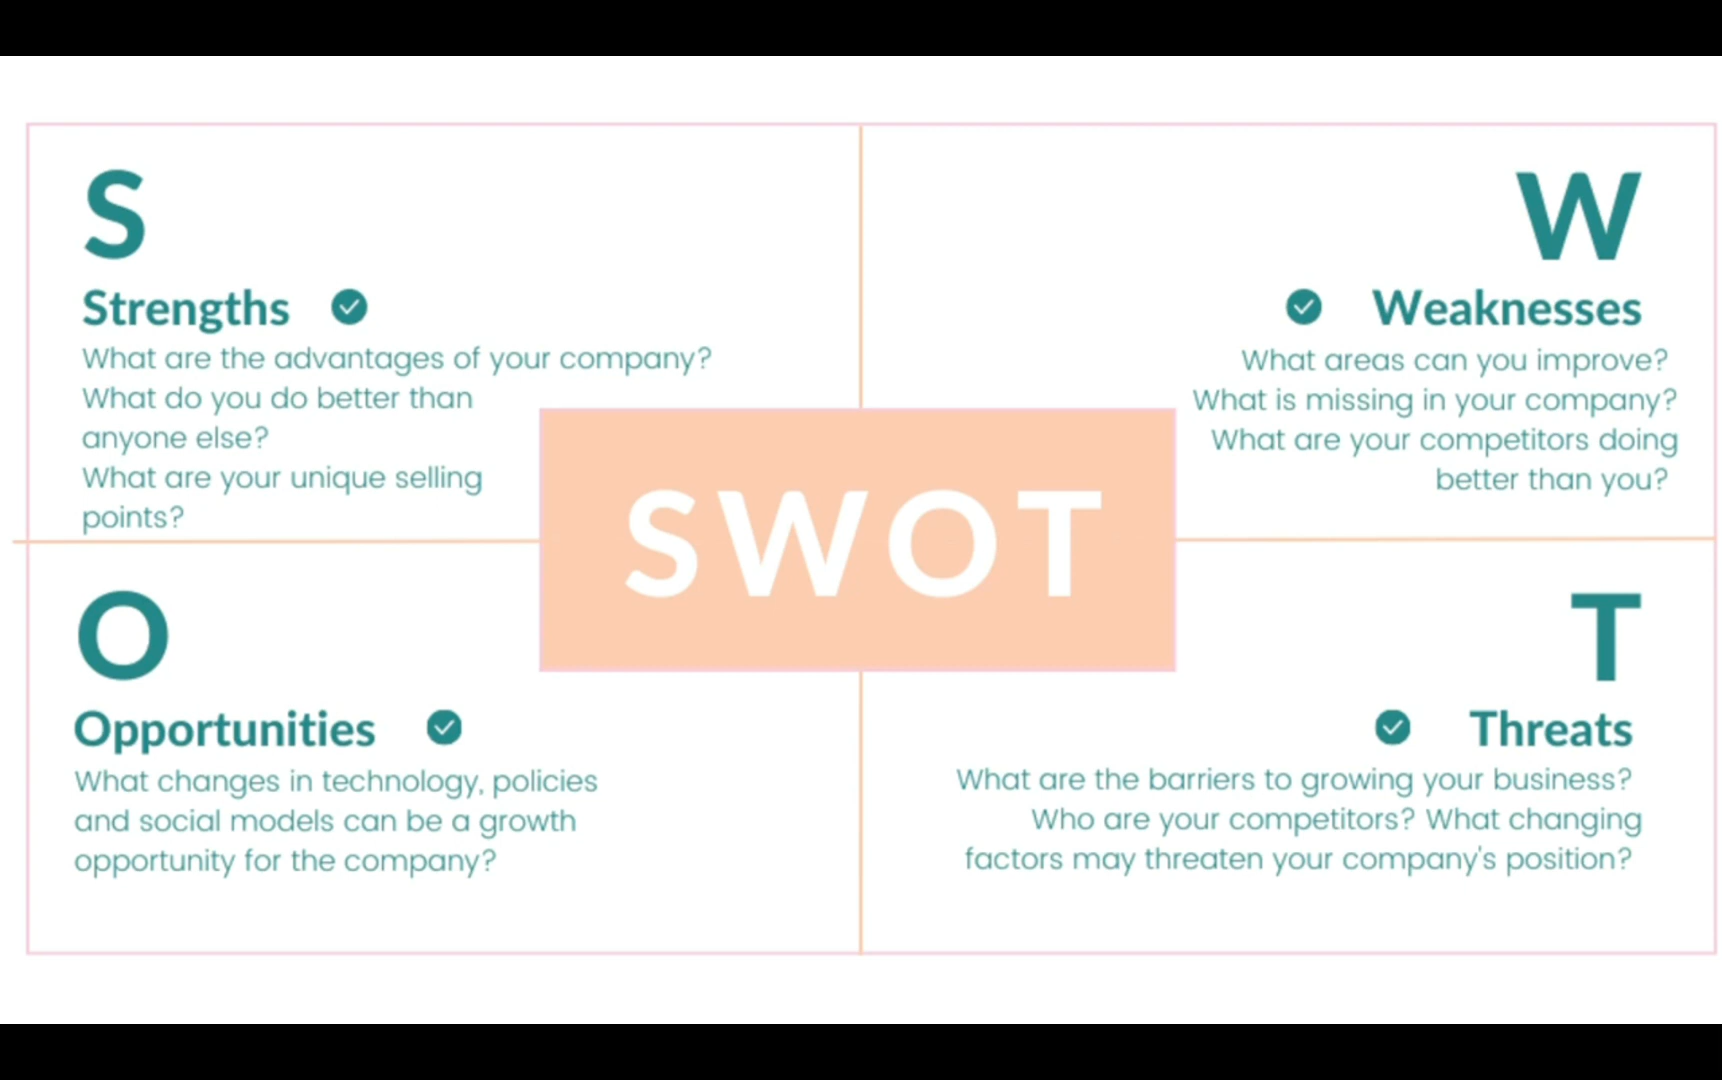 S
Strengths
What are the advantages of your company?
What do you do better than
anyone else?
What are your unique selling
points?
W
Weaknesses
What areas can you improve?
What is missing in your company?
What are your competitors doing
better than you?
SWOT
O
Opportunities
What changes in technology, policies
and social models can be a growth
opportunity for the company?
T
Threats
What are the barriers to growing your business?
Who are your competitors? What changing
factors may threaten your company's position?